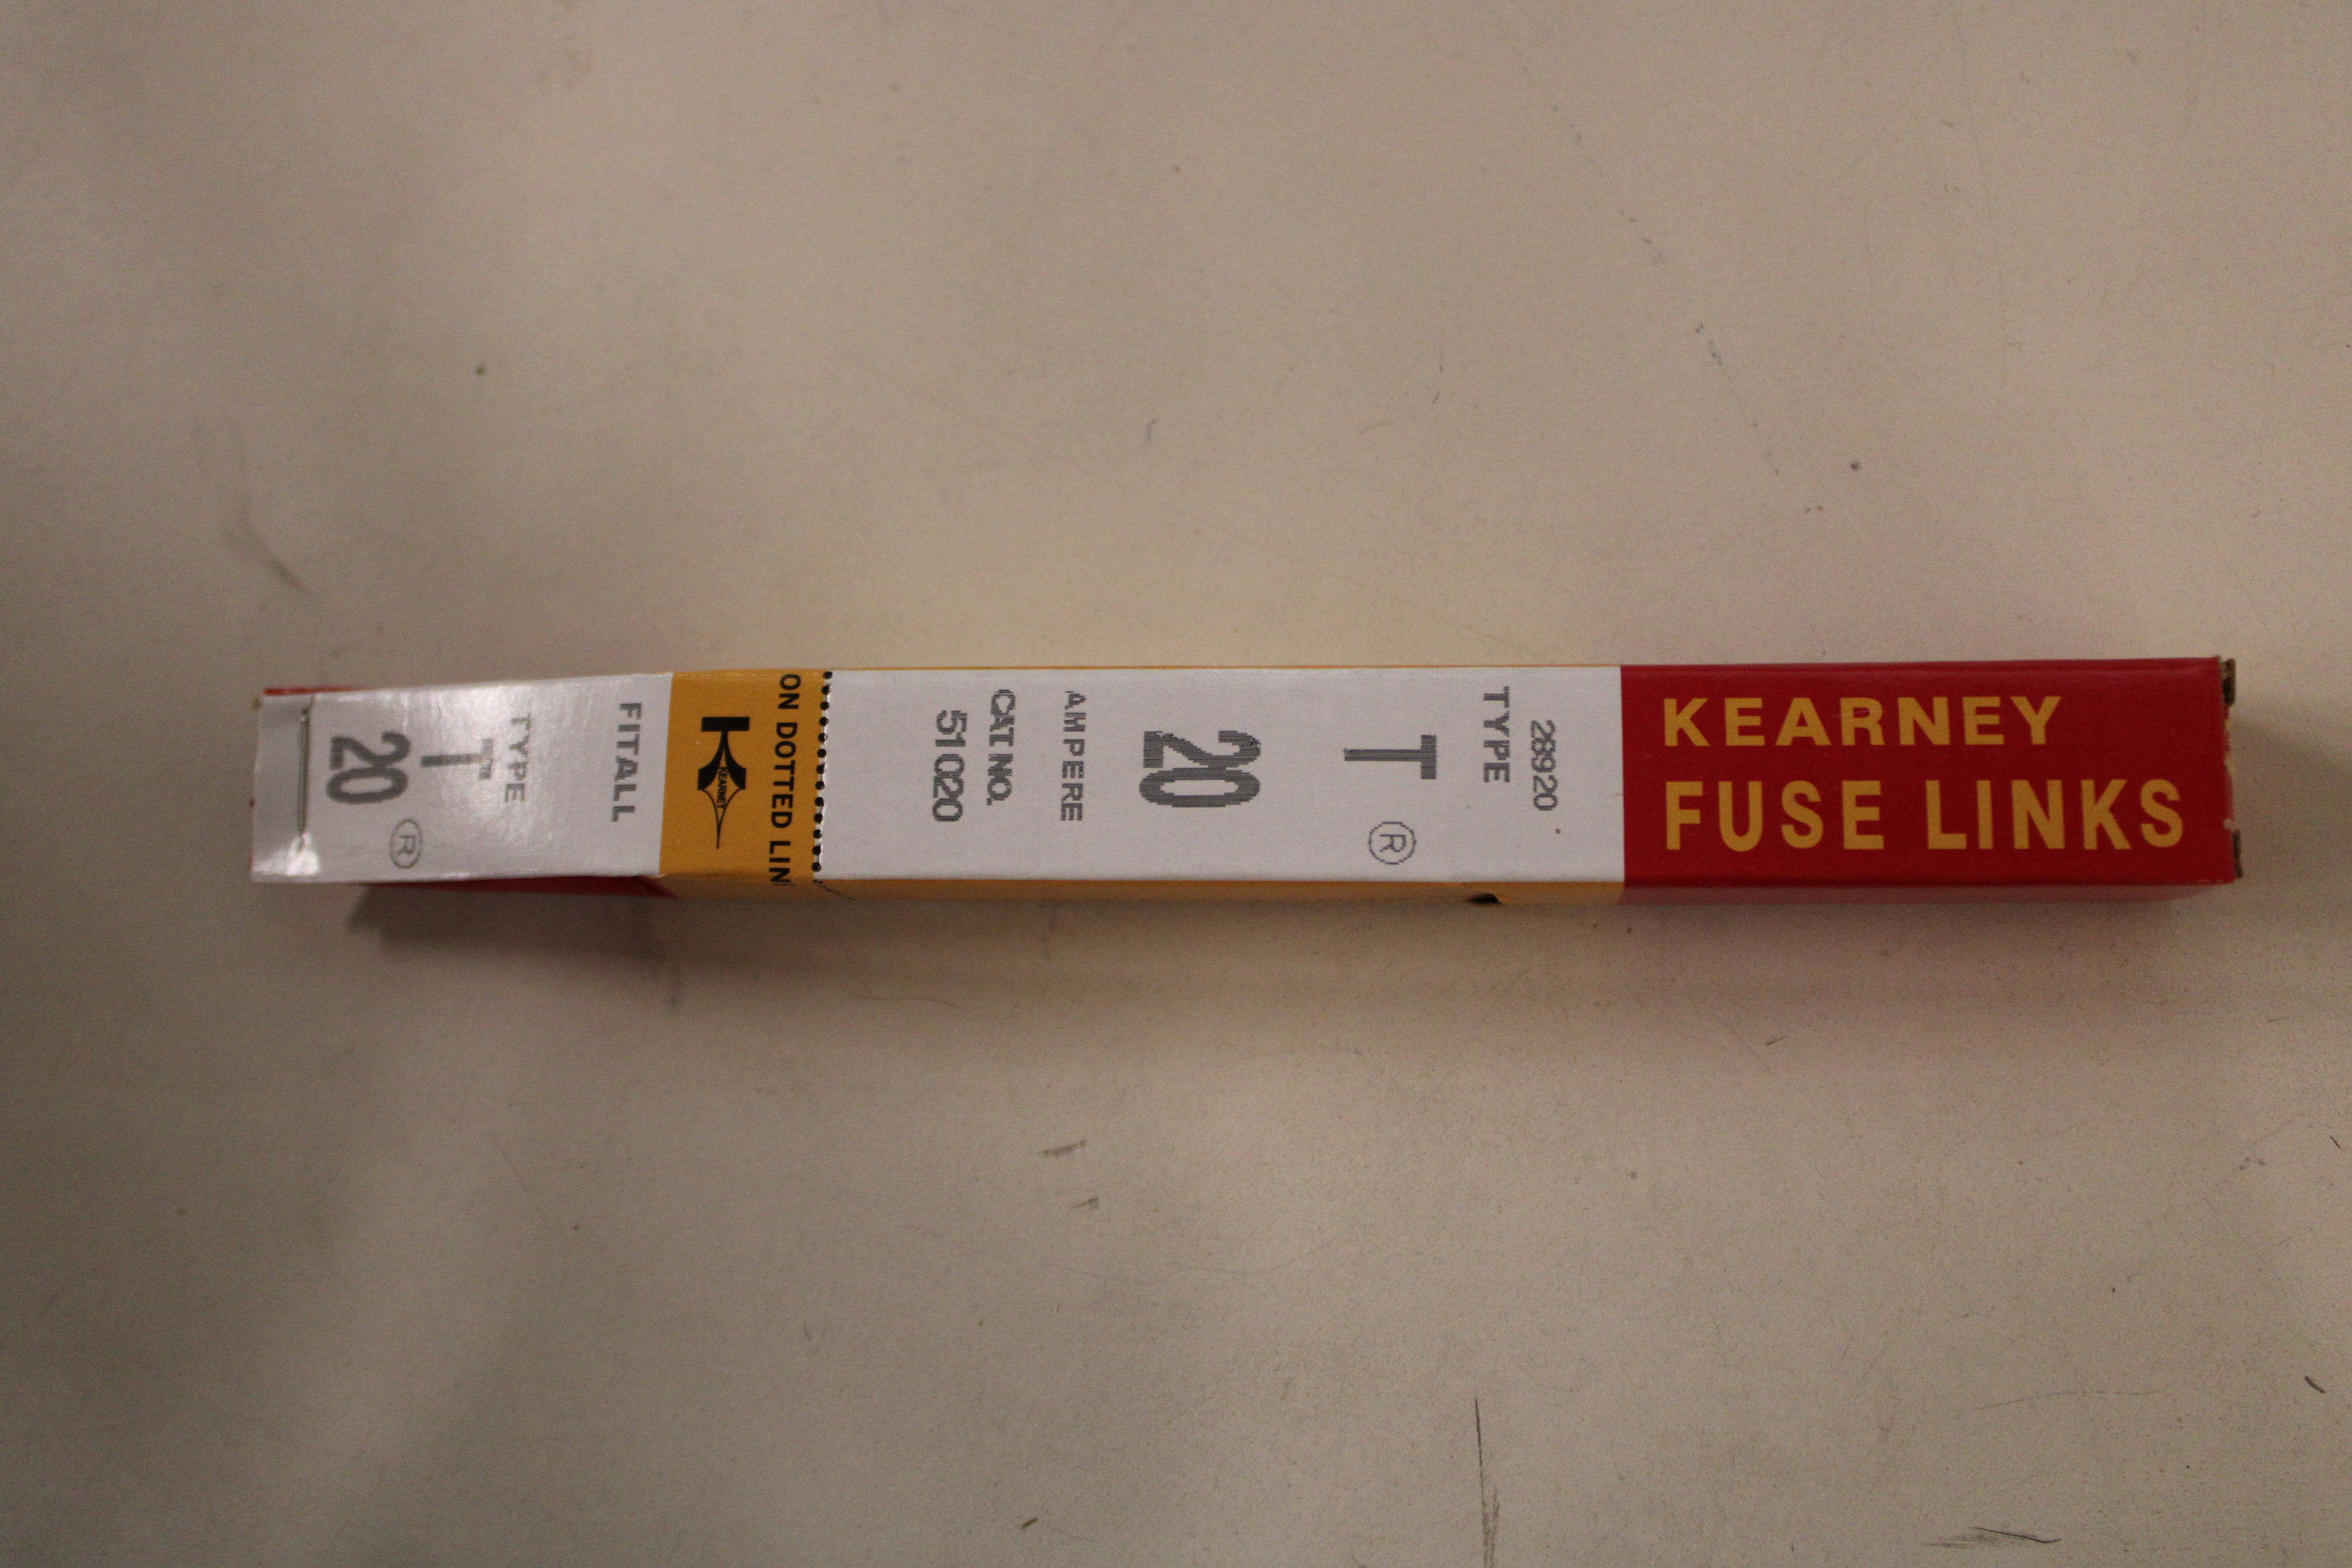 KEARNEY
FUSE LINKS
28920
TYPE
T
®
20
AMPERE
CAT NO.
51020
ON DOTTED LIN
K
KEARNEY
FITALL
TYPE
T
20
®